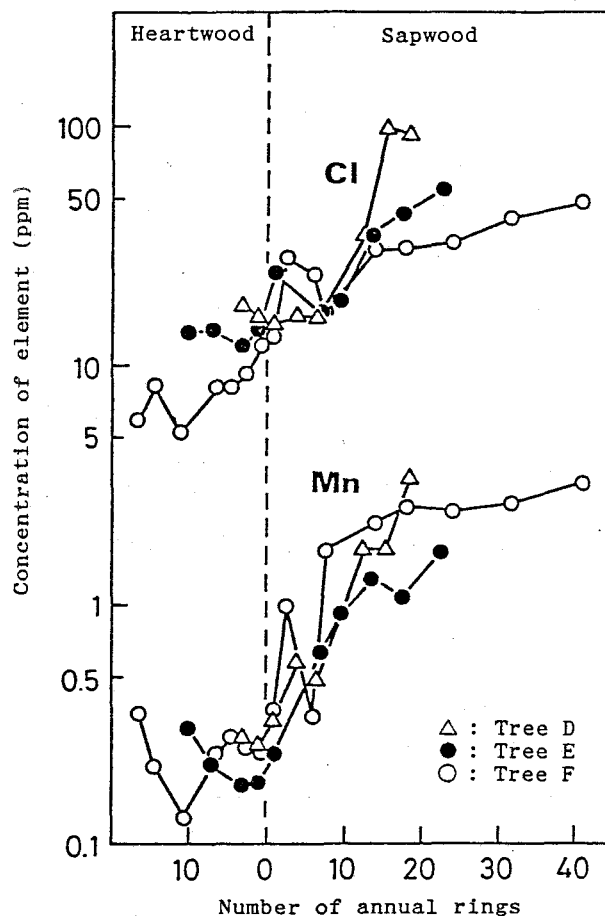 Heartwood Sapwood
100
Cl
50
10
5
Mn
1
0.5
△ : Tree D
● : Tree E
○ : Tree F
0.1
10 0 10 20 30 40
Number of annual rings
Concentration of element (ppm)